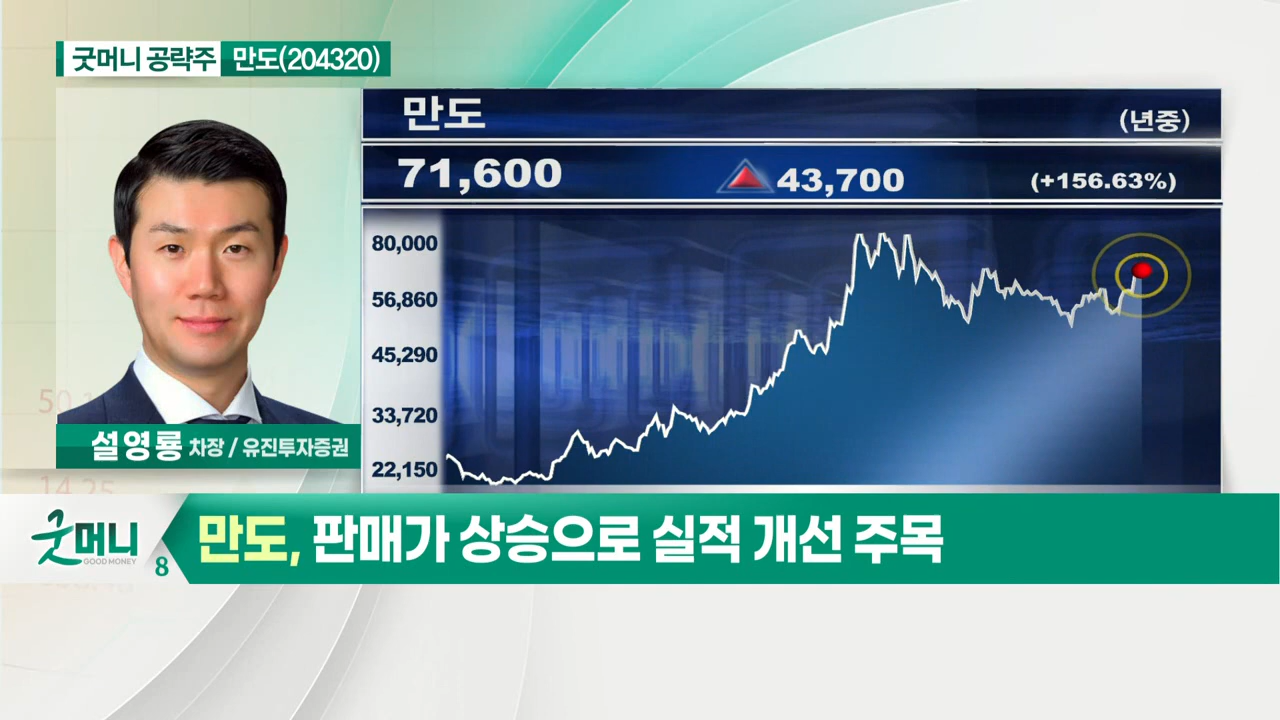 굿머니 공략주 만도(204320)
만도 (년중)
71,600 43,700 (+156.63%)
80,000
56,860
45,290
33,720
22,150
설영룡 차장 / 유진투자증권
굿머니
GOOD MONEY
8
만도, 판매가 상승으로 실적 개선 주목